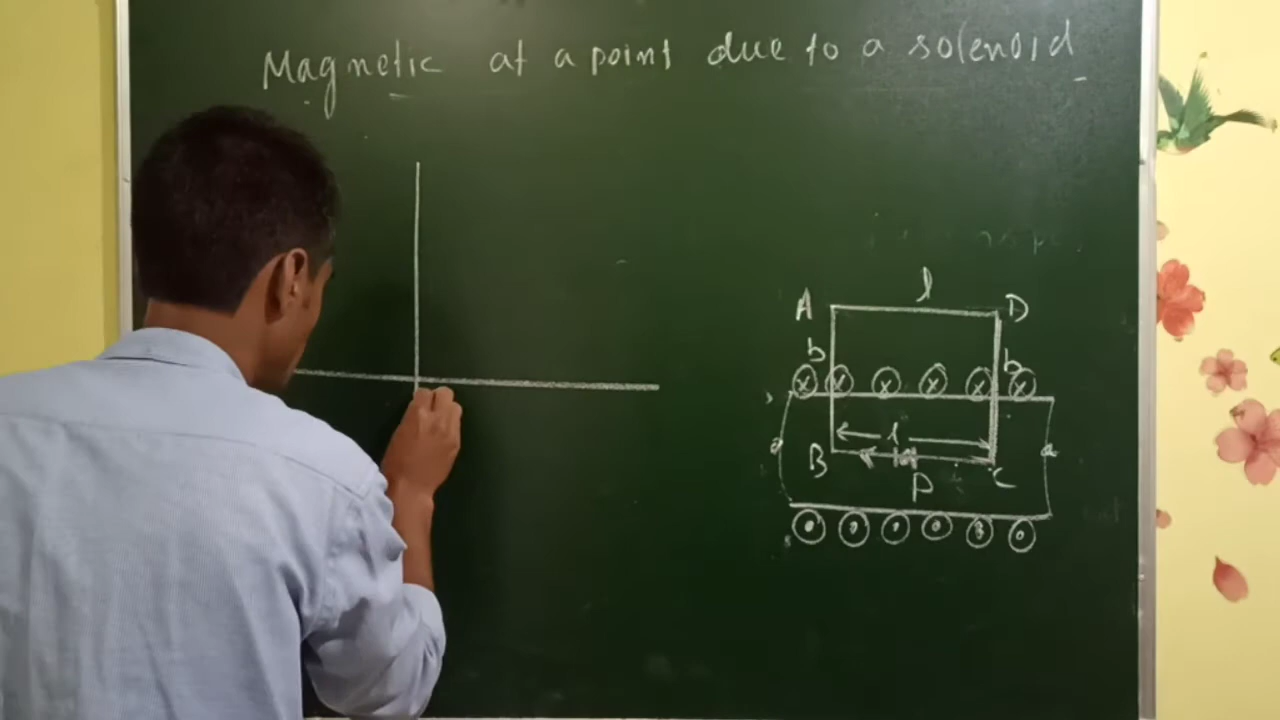 Magnetic at a point due to a solenoid
l
A D
b b
x x x x x x
a l a
B C
P